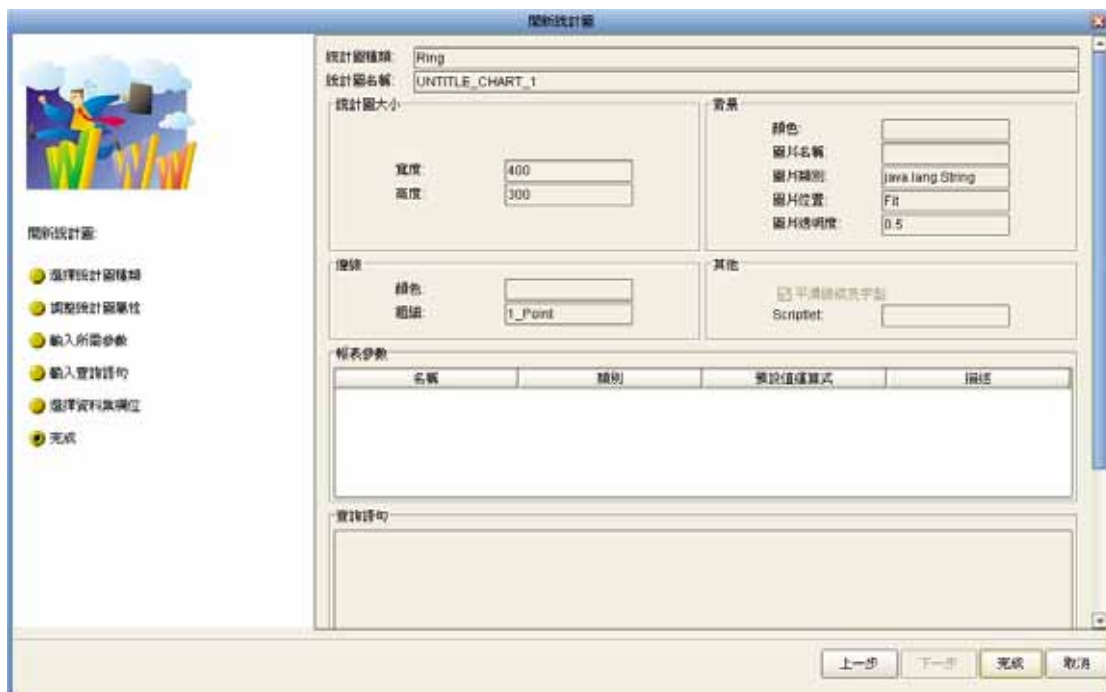 開新統計圖
統計圖種類: Ring
統計圖名稱: UNTITLE_CHART_1
統計圖大小
寬度: 400
高度: 300
背景
顏色:
圖片名稱:
圖片類別: java.lang.String
圖片位置: Fit
圖片透明度: 0.5
開新統計圖:
選擇統計圖種類
調整統計圖屬性
輸入所需參數
輸入查詢語句
選擇資料集欄位
完成
邊線
顏色:
粗細: 1_Point
其他
Scriptlet:
報表參數
名稱 類別 預設值運算式 描述
查詢語句
上一步 下一步 完成 取消